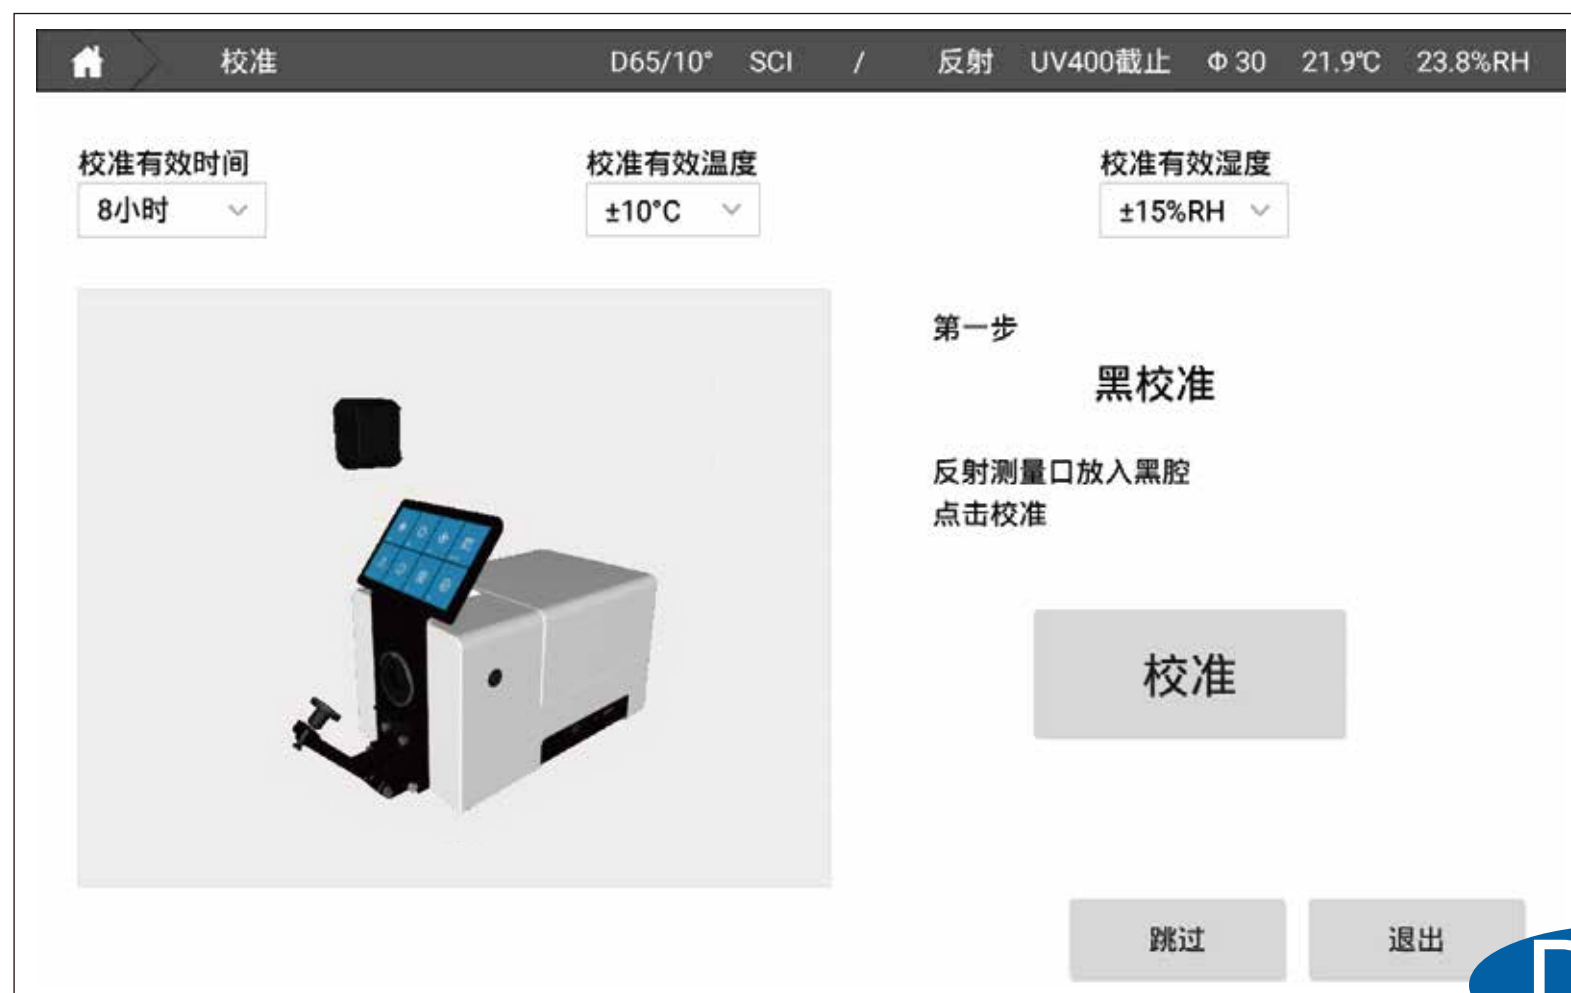 校准 D65/10° SCI / 反射 UV400截止 Φ 30 21.9℃ 23.8%RH
校准有效时间 校准有效温度 校准有效湿度
8小时 ±10°C ±15%RH
第一步
黑校准
反射测量口放入黑腔
点击校准
校准
跳过 退出